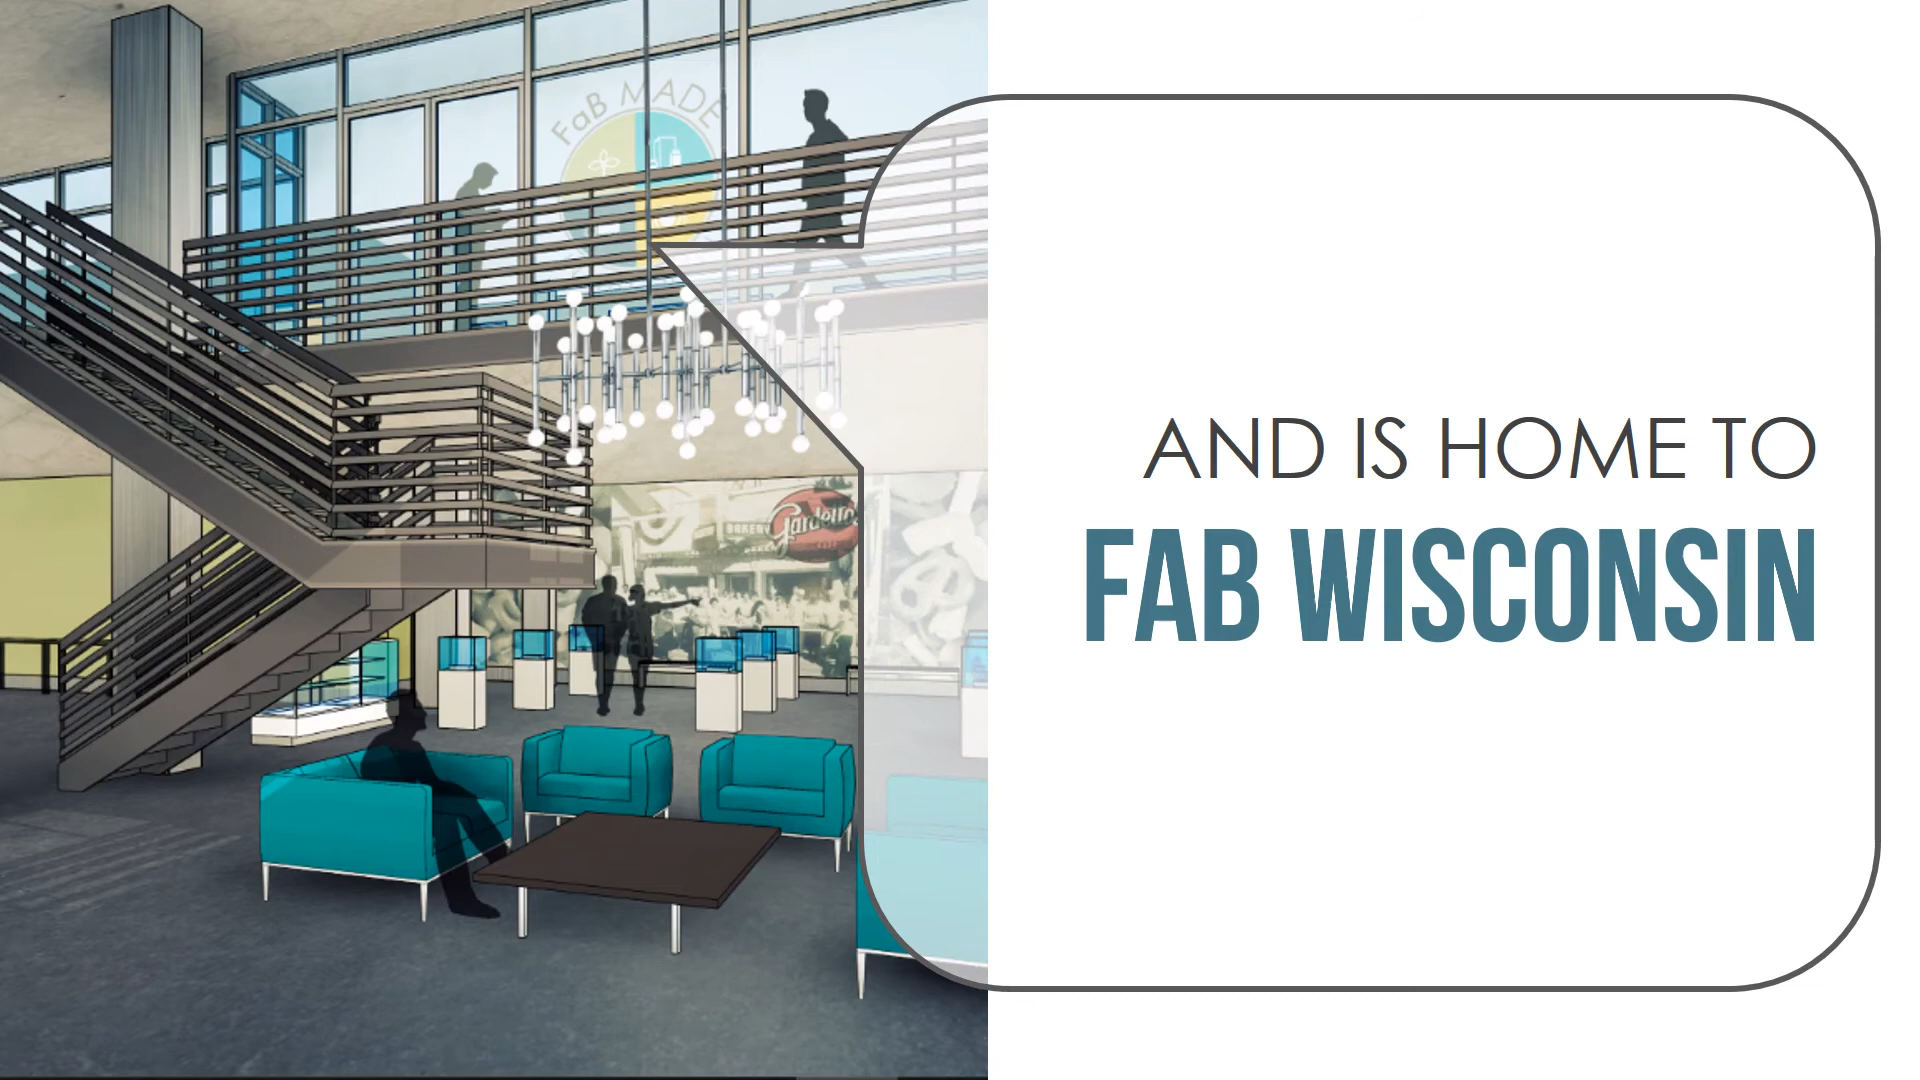 FaB MADE
BAKERY
Gardetto's
AND IS HOME TO
FAB WISCONSIN